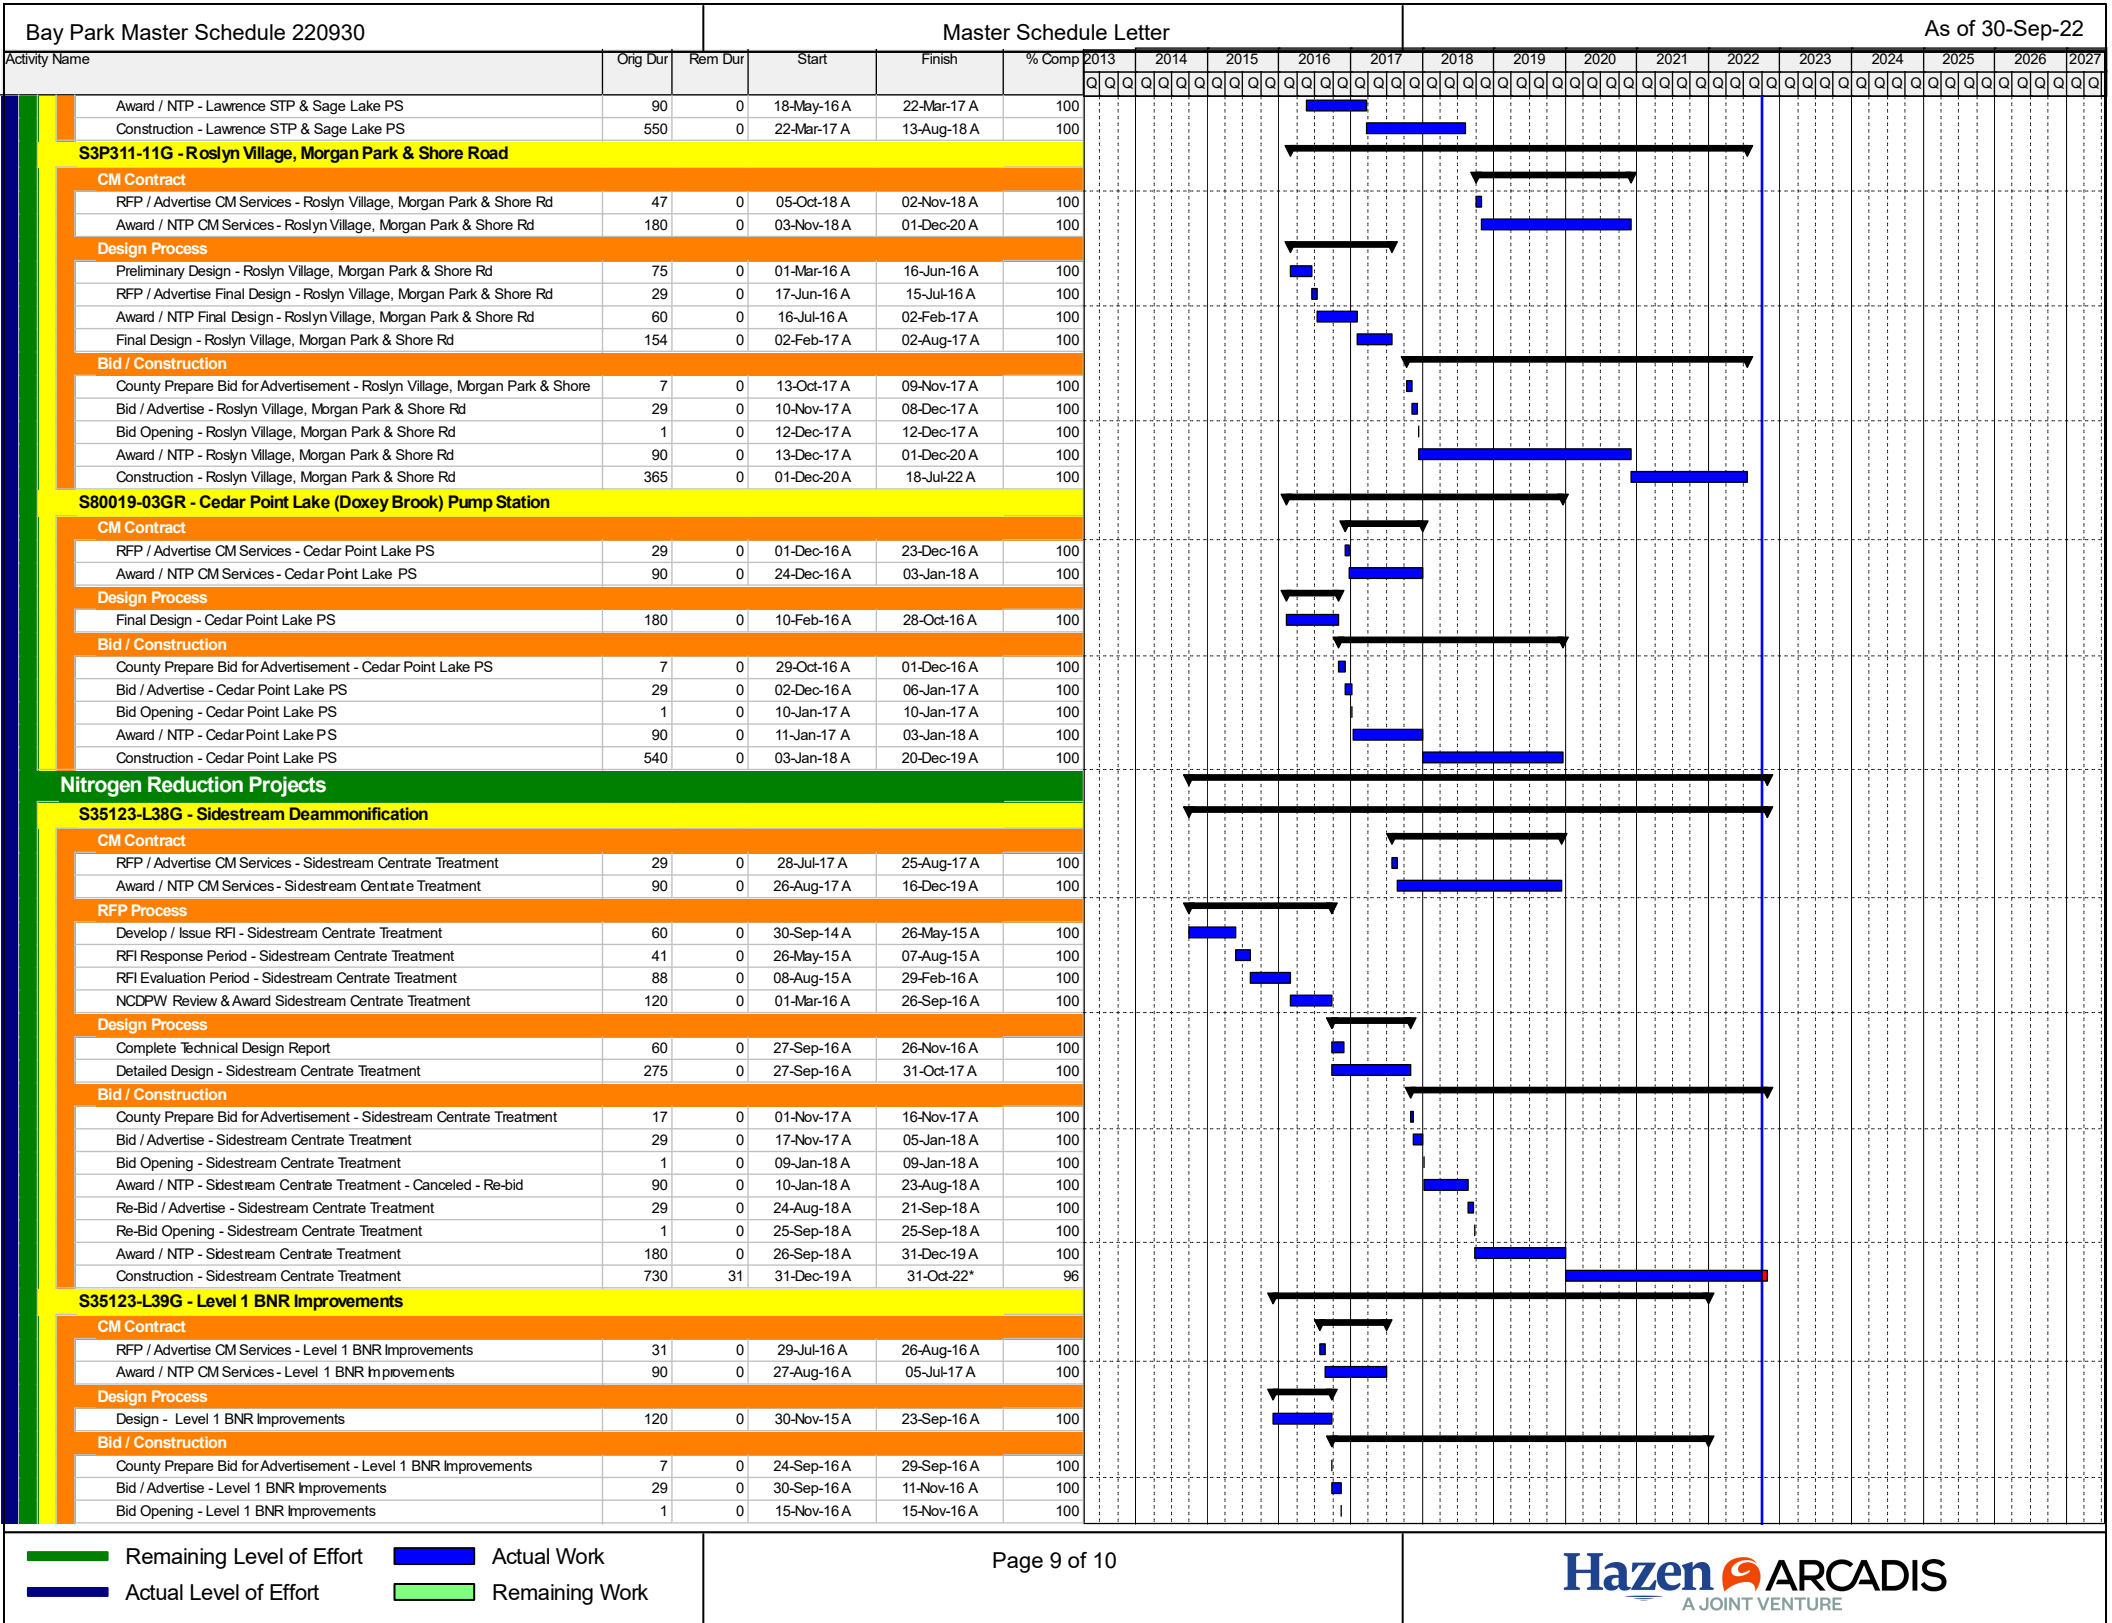 Bay Park Master Schedule 220930 Master Schedule Letter As of 30-Sep-22
Activity Name Orig Dur Rem Dur Start Finish % Comp 2013 2014 2015 2016 2017 2018 2019 2020 2021 2022 2023 2024 2025 2026 2027
Q Q Q Q Q Q Q Q Q Q Q Q Q Q Q Q Q Q Q Q Q Q Q Q Q Q Q Q Q Q Q Q Q Q Q Q Q Q Q Q Q Q Q Q Q Q Q Q Q Q Q Q Q Q Q Q Q
Award / NTP - Lawrence STP & Sage Lake PS 90 0 18-May-16 A 22-Mar-17 A 100
Construction - Lawrence STP & Sage Lake PS 550 0 22-Mar-17 A 13-Aug-18 A 100
S3P311-11G - Roslyn Village, Morgan Park & Shore Road
CM Contract
RFP / Advertise CM Services - Roslyn Village, Morgan Park & Shore Rd 47 0 05-Oct-18 A 02-Nov-18 A 100
Award / NTP CM Services - Roslyn Village, Morgan Park & Shore Rd 180 0 03-Nov-18 A 01-Dec-20 A 100
Design Process
Preliminary Design - Roslyn Village, Morgan Park & Shore Rd 75 0 01-Mar-16 A 16-Jun-16 A 100
RFP / Advertise Final Design - Roslyn Village, Morgan Park & Shore Rd 29 0 17-Jun-16 A 15-Jul-16 A 100
Award / NTP Final Design - Roslyn Village, Morgan Park & Shore Rd 60 0 16-Jul-16 A 02-Feb-17 A 100
Final Design - Roslyn Village, Morgan Park & Shore Rd 154 0 02-Feb-17 A 02-Aug-17 A 100
Bid / Construction
County Prepare Bid for Advertisement - Roslyn Village, Morgan Park & Shore 7 0 13-Oct-17 A 09-Nov-17 A 100
Bid / Advertise - Roslyn Village, Morgan Park & Shore Rd 29 0 10-Nov-17 A 08-Dec-17 A 100
Bid Opening - Roslyn Village, Morgan Park & Shore Rd 1 0 12-Dec-17 A 12-Dec-17 A 100
Award / NTP - Roslyn Village, Morgan Park & Shore Rd 90 0 13-Dec-17 A 01-Dec-20 A 100
Construction - Roslyn Village, Morgan Park & Shore Rd 365 0 01-Dec-20 A 18-Jul-22 A 100
S80019-03GR - Cedar Point Lake (Doxey Brook) Pump Station
CM Contract
RFP / Advertise CM Services - Cedar Point Lake PS 29 0 01-Dec-16 A 23-Dec-16 A 100
Award / NTP CM Services - Cedar Point Lake PS 90 0 24-Dec-16 A 03-Jan-18 A 100
Design Process
Final Design - Cedar Point Lake PS 180 0 10-Feb-16 A 28-Oct-16 A 100
Bid / Construction
County Prepare Bid for Advertisement - Cedar Point Lake PS 7 0 29-Oct-16 A 01-Dec-16 A 100
Bid / Advertise - Cedar Point Lake PS 29 0 02-Dec-16 A 06-Jan-17 A 100
Bid Opening - Cedar Point Lake PS 1 0 10-Jan-17 A 10-Jan-17 A 100
Award / NTP - Cedar Point Lake PS 90 0 11-Jan-17 A 03-Jan-18 A 100
Construction - Cedar Point Lake PS 540 0 03-Jan-18 A 20-Dec-19 A 100
Nitrogen Reduction Projects
S35123-L38G - Sidestream Deammonification
CM Contract
RFP / Advertise CM Services - Sidestream Centrate Treatment 29 0 28-Jul-17 A 25-Aug-17 A 100
Award / NTP CM Services - Sidestream Centrate Treatment 90 0 26-Aug-17 A 16-Dec-19 A 100
RFP Process
Develop / Issue RFI - Sidestream Centrate Treatment 60 0 30-Sep-14 A 26-May-15 A 100
RFI Response Period - Sidestream Centrate Treatment 41 0 26-May-15 A 07-Aug-15 A 100
RFI Evaluation Period - Sidestream Centrate Treatment 88 0 08-Aug-15 A 29-Feb-16 A 100
NCDPW Review & Award Sidestream Centrate Treatment 120 0 01-Mar-16 A 26-Sep-16 A 100
Design Process
Complete Technical Design Report 60 0 27-Sep-16 A 26-Nov-16 A 100
Detailed Design - Sidestream Centrate Treatment 275 0 27-Sep-16 A 31-Oct-17 A 100
Bid / Construction
County Prepare Bid for Advertisement - Sidestream Centrate Treatment 17 0 01-Nov-17 A 16-Nov-17 A 100
Bid / Advertise - Sidestream Centrate Treatment 29 0 17-Nov-17 A 05-Jan-18 A 100
Bid Opening - Sidestream Centrate Treatment 1 0 09-Jan-18 A 09-Jan-18 A 100
Award / NTP - Sidestream Centrate Treatment - Canceled - Re-bid 90 0 10-Jan-18 A 23-Aug-18 A 100
Re-Bid / Advertise - Sidestream Centrate Treatment 29 0 24-Aug-18 A 21-Sep-18 A 100
Re-Bid Opening - Sidestream Centrate Treatment 1 0 25-Sep-18 A 25-Sep-18 A 100
Award / NTP - Sidestream Centrate Treatment 180 0 26-Sep-18 A 31-Dec-19 A 100
Construction - Sidestream Centrate Treatment 730 31 31-Dec-19 A 31-Oct-22* 96
S35123-L39G - Level 1 BNR Improvements
CM Contract
RFP / Advertise CM Services - Level 1 BNR Improvements 31 0 29-Jul-16 A 26-Aug-16 A 100
Award / NTP CM Services - Level 1 BNR Improvements 90 0 27-Aug-16 A 05-Jul-17 A 100
Design Process
Design - Level 1 BNR Improvements 120 0 30-Nov-15 A 23-Sep-16 A 100
Bid / Construction
County Prepare Bid for Advertisement - Level 1 BNR Improvements 7 0 24-Sep-16 A 29-Sep-16 A 100
Bid / Advertise - Level 1 BNR Improvements 29 0 30-Sep-16 A 11-Nov-16 A 100
Bid Opening - Level 1 BNR Improvements 1 0 15-Nov-16 A 15-Nov-16 A 100
Remaining Level of Effort Actual Work Page 9 of 10 Hazen ARCADIS
Actual Level of Effort Remaining Work A JOINT VENTURE